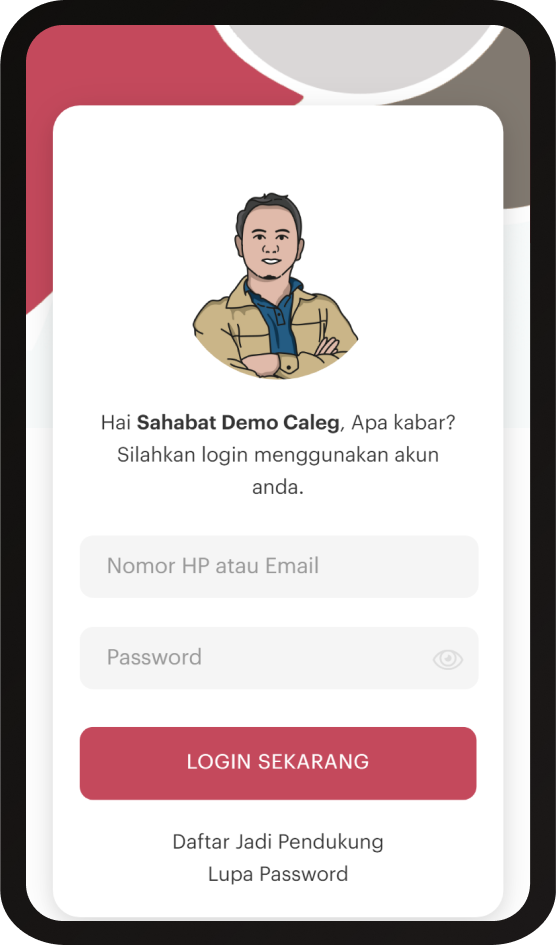 Hai Sahabat Demo Caleg, Apa kabar?
Silahkan login menggunakan akun
anda.
Nomor HP atau Email
Password
LOGIN SEKARANG
Daftar Jadi Pendukung
Lupa Password